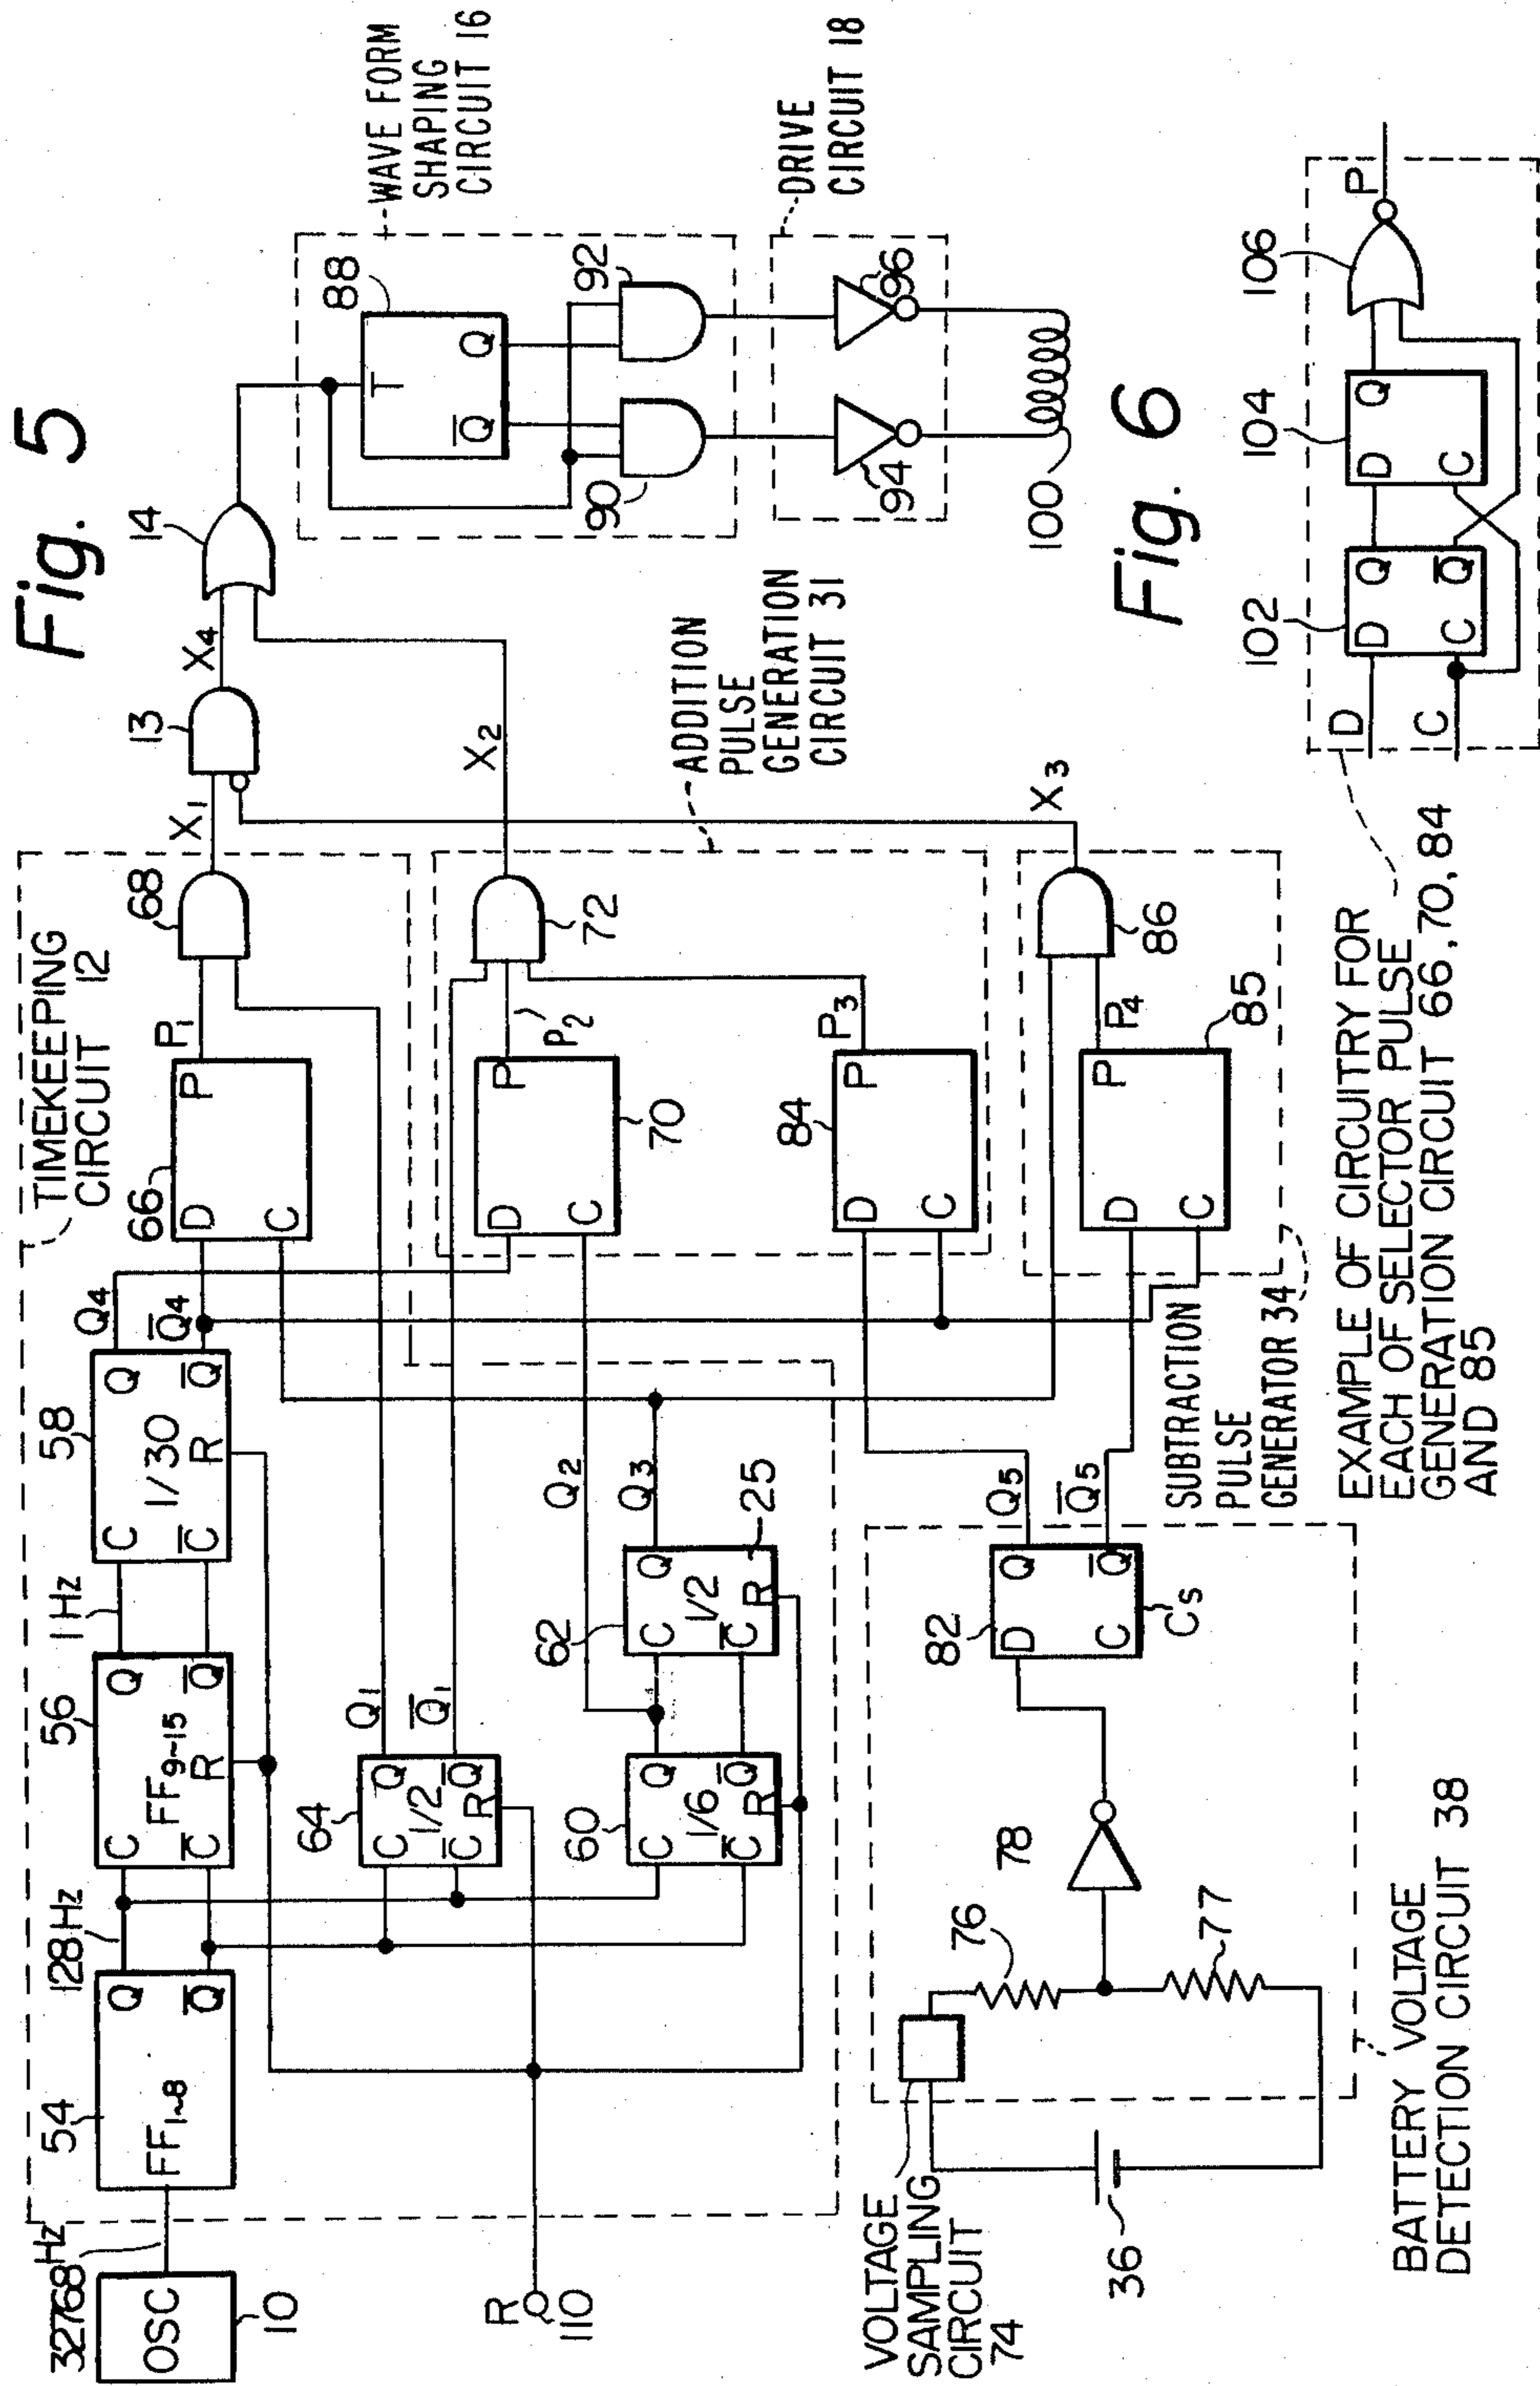 Fig. 5
32768Hz
OSC
10
54
FF1~8
Q
Q̅
128Hz
56
C
C̅
FF9~15
R
Q
Q̅
1 Hz
58
C
C̅
1/30
R
Q
Q̅
Q4
Q̅4
TIMEKEEPING
CIRCUIT 12
66
D
C
P
P1
68
X1
13
X4
14
WAVE FORM
SHAPING
CIRCUIT 16
88
T
Q̅
Q
90
92
DRIVE
CIRCUIT 18
94
96
100
64
C
C̅
1/2
R
Q
Q̅
Q1
Q̅1
60
C
C̅
1/6
R
Q
Q̅
62
C
C̅
1/2
R
Q
25
Q2
Q3
70
D
C
P
P2
72
X2
ADDITION
PULSE
GENERATION
CIRCUIT 31
84
D
C
P
P3
85
D
C
P
P4
86
X3
SUBTRACTION
PULSE
GENERATOR 34
R
110
VOLTAGE
SAMPLING
CIRCUIT
74
36
76
77
78
82
D
C
Q
Q̅
Cs
Q5
Q̅5
BATTERY VOLTAGE
DETECTION CIRCUIT 38
Fig. 6
D
C
102
D
C
Q
Q̅
104
D
C
Q
106
P
EXAMPLE OF CIRCUITRY FOR
EACH OF SELECTOR PULSE
GENERATION CIRCUIT 66,70,84
AND 85